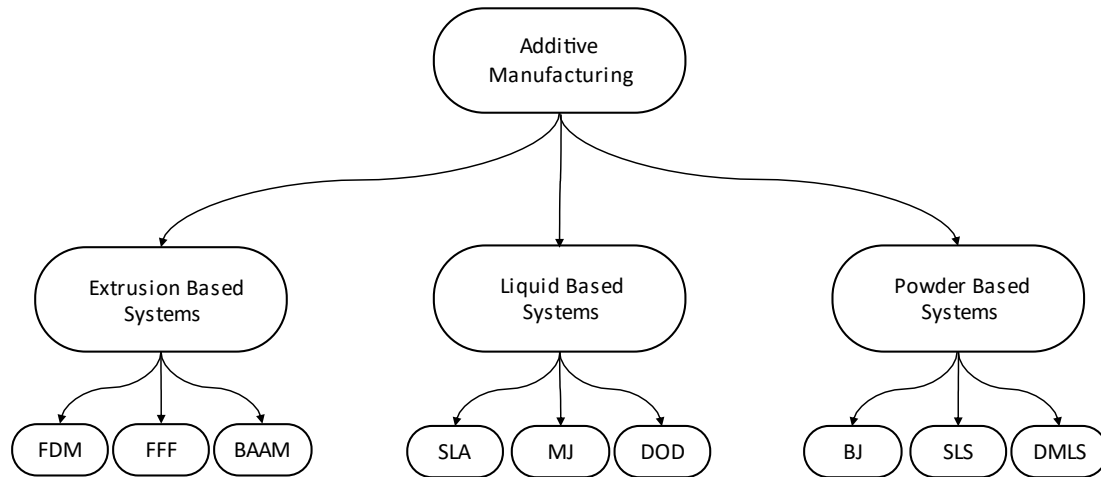 Additive
Manufacturing
Extrusion Based
Systems
Liquid Based
Systems
Powder Based
Systems
FDM
FFF
BAAM
SLA
MJ
DOD
BJ
SLS
DMLS